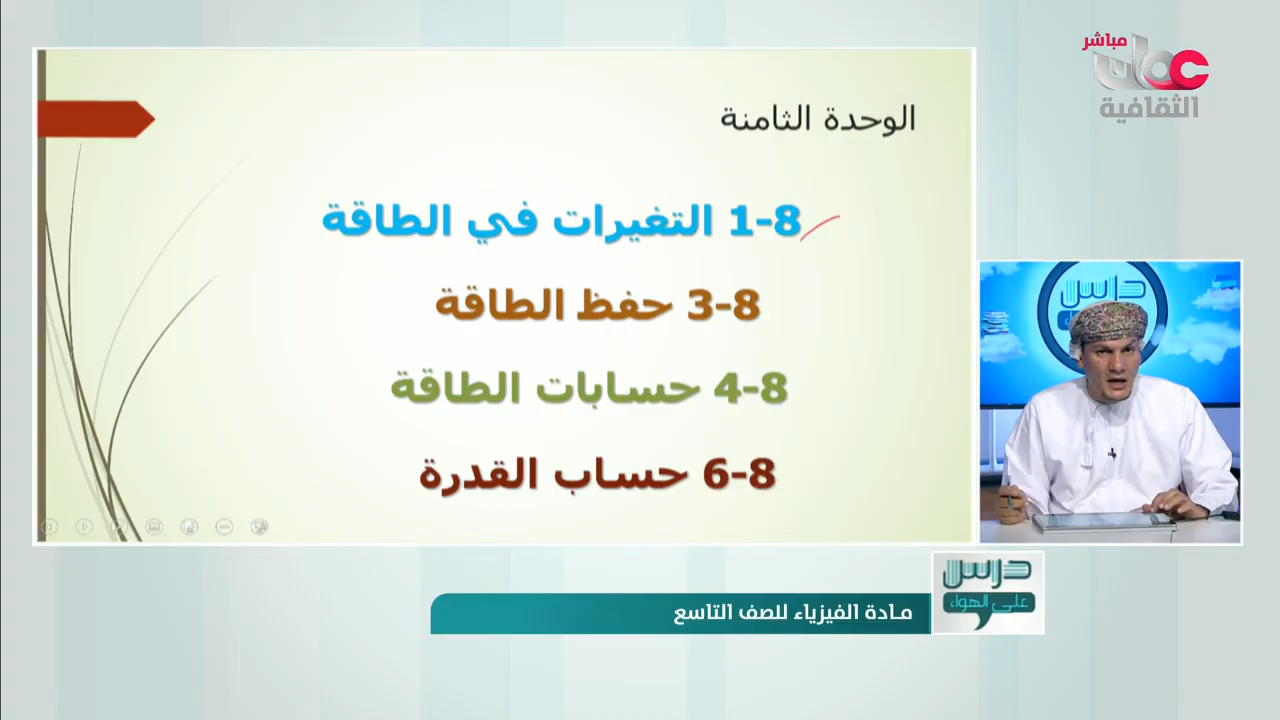 مباشر
عمان
الثقافية
الوحدة الثامنة
1-8 التغيرات في الطاقة
3-8 حفظ الطاقة
4-8 حسابات الطاقة
6-8 حساب القدرة
درس
درس
على الهواء
مادة الفيزياء للصف التاسع